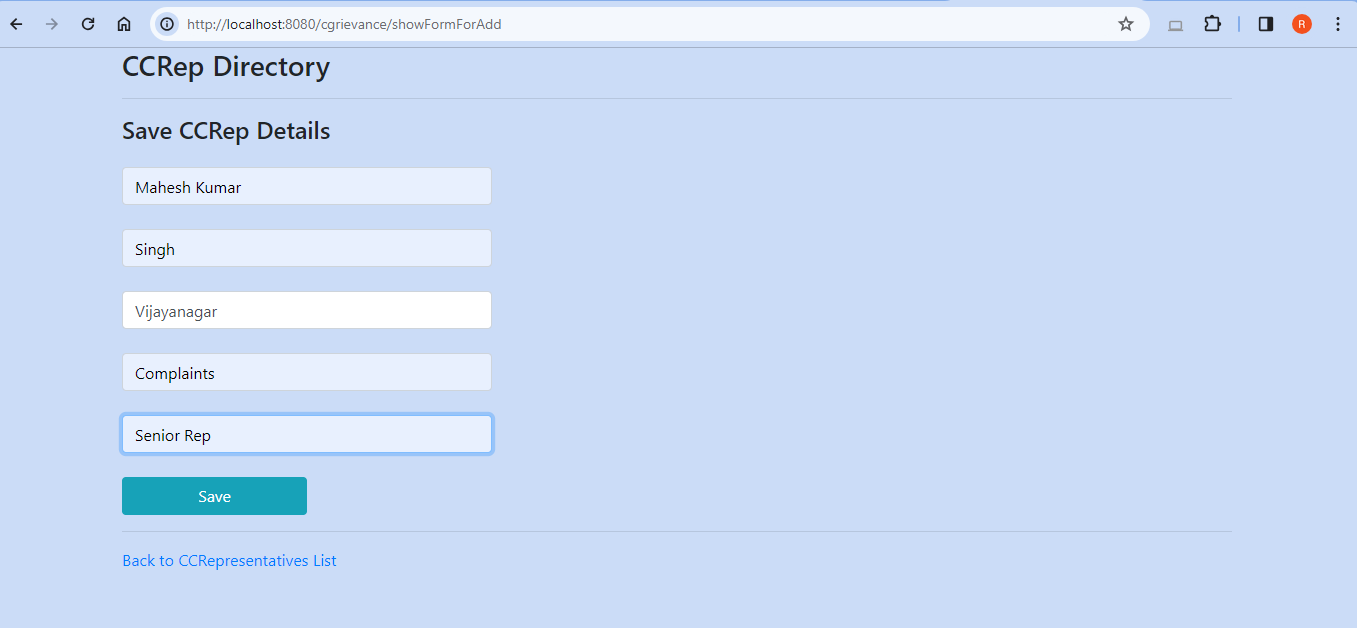 http://localhost:8080/cgrievance/showFormForAdd
R
CCRep Directory
Save CCRep Details
Mahesh Kumar
Singh
Vijayanagar
Complaints
Senior Rep
Save
Back to CCRepresentatives List